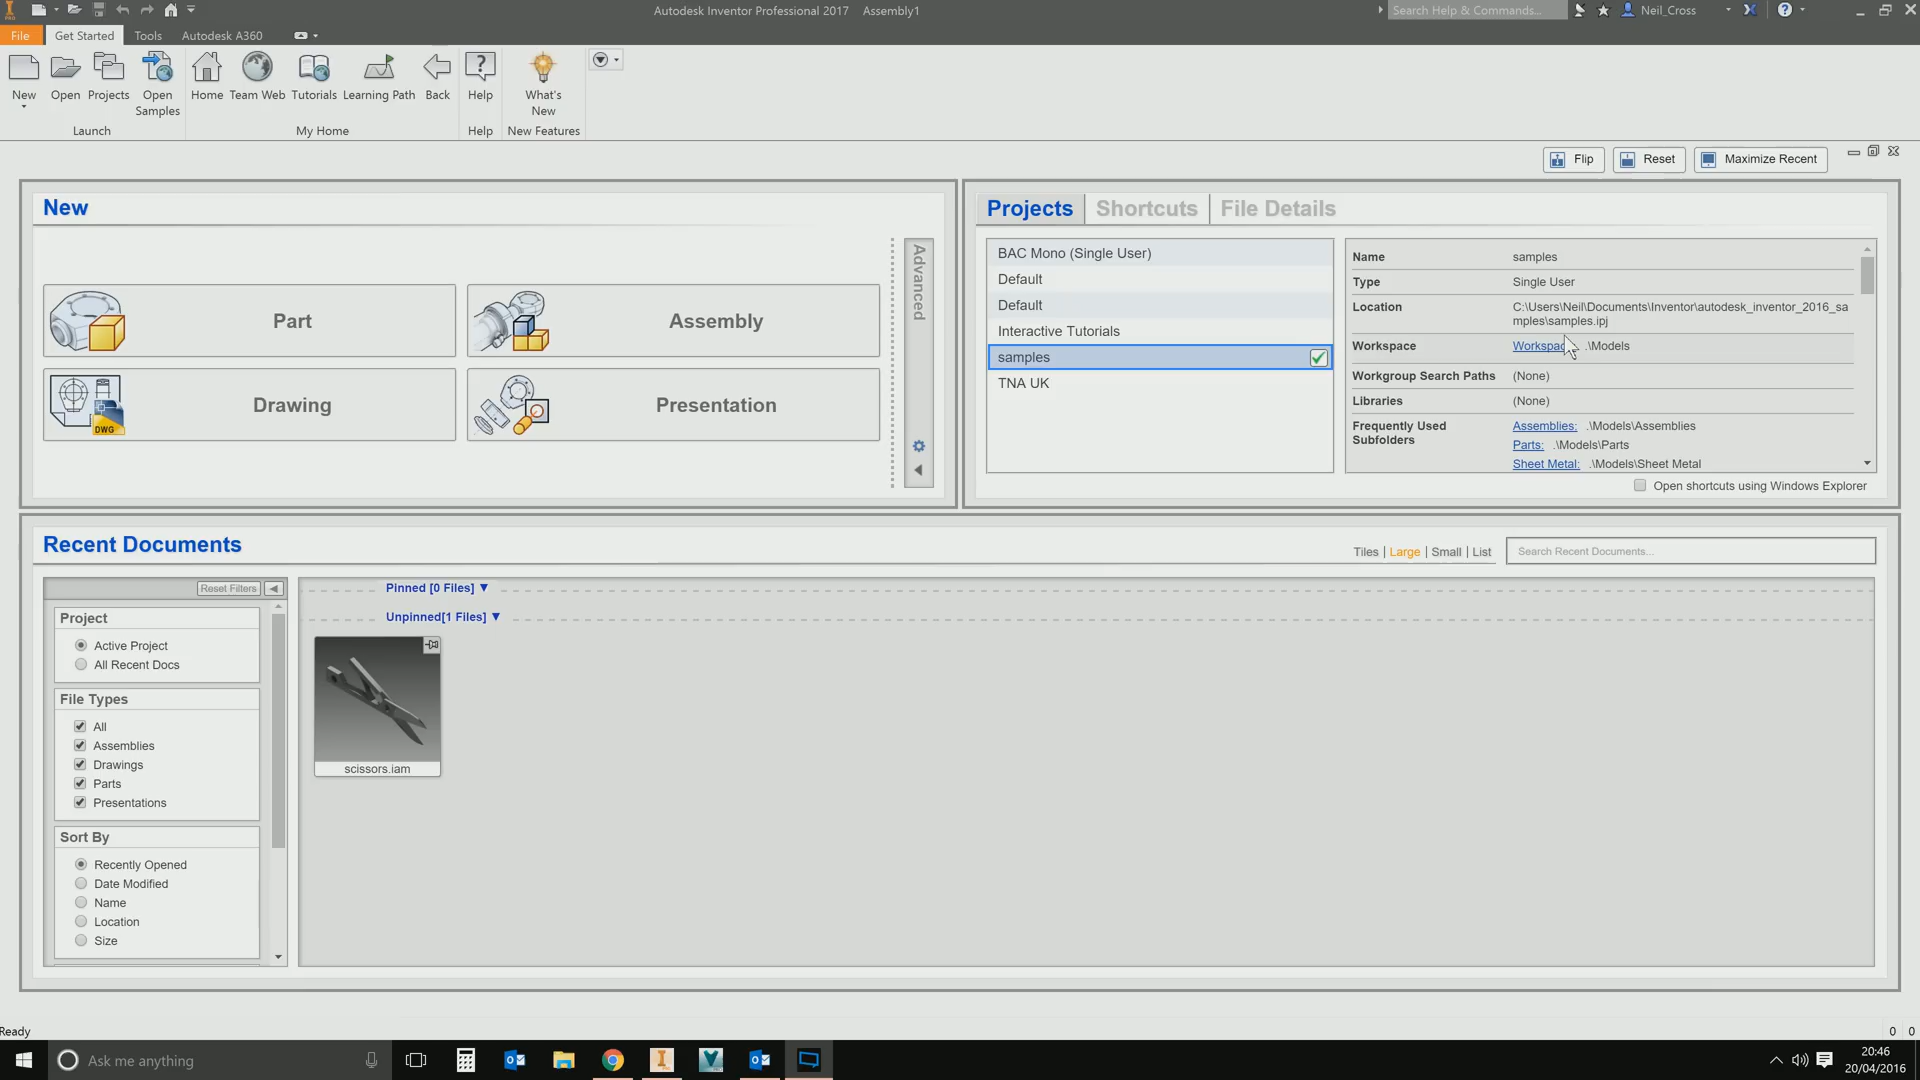 Autodesk Inventor Professional 2017 Assembly1
Search Help & Commands...
Neil_Cross
File
Get Started
Tools
Autodesk A360
New
Open
Projects
Open Samples
Home
Team Web
Tutorials
Learning Path
Back
Help
What's New
Launch
My Home
Help
New Features
Flip
Reset
Maximize Recent
New
Part
Assembly
Drawing
DWG
Presentation
Advanced
Projects
Shortcuts
File Details
BAC Mono (Single User)
Default
Default
Interactive Tutorials
samples
TNA UK
Name samples
Type Single User
Location C:\Users\Neil\Documents\Inventor\autodesk_inventor_2016_sa
mples\samples.ipj
Workspace Workspac .\Models
Workgroup Search Paths (None)
Libraries (None)
Frequently Used Assemblies: .\Models\Assemblies
Subfolders
Parts: .\Models\Parts
Sheet Metal: .\Models\Sheet Metal
Open shortcuts using Windows Explorer
Recent Documents
Tiles | Large | Small | List
Search Recent Documents...
Reset Filters
Project
Active Project
All Recent Docs
File Types
All
Assemblies
Drawings
Parts
Presentations
Sort By
Recently Opened
Date Modified
Name
Location
Size
Pinned [0 Files]
Unpinned[1 Files]
scissors.iam
Ready
0 0
Ask me anything
20:46
20/04/2016